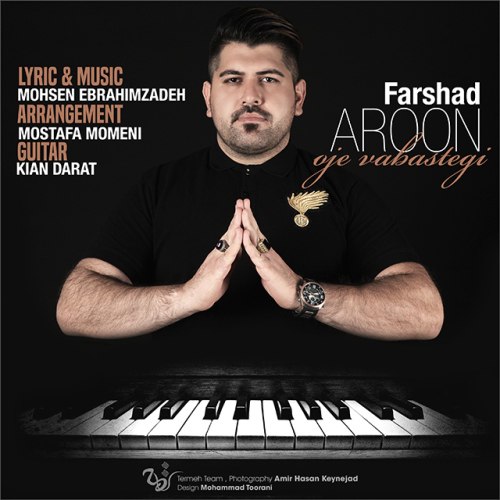 LYRIC & MUSIC
MOHSEN EBRAHIMZADEH
ARRANGEMENT
MOSTAFA MOMENI
GUITAR
KIAN DARAT
Farshad
AROON
oje vabastegi
Termeh Team , Photography Amir Hasan Keynejad
Design Mohammad Toorani